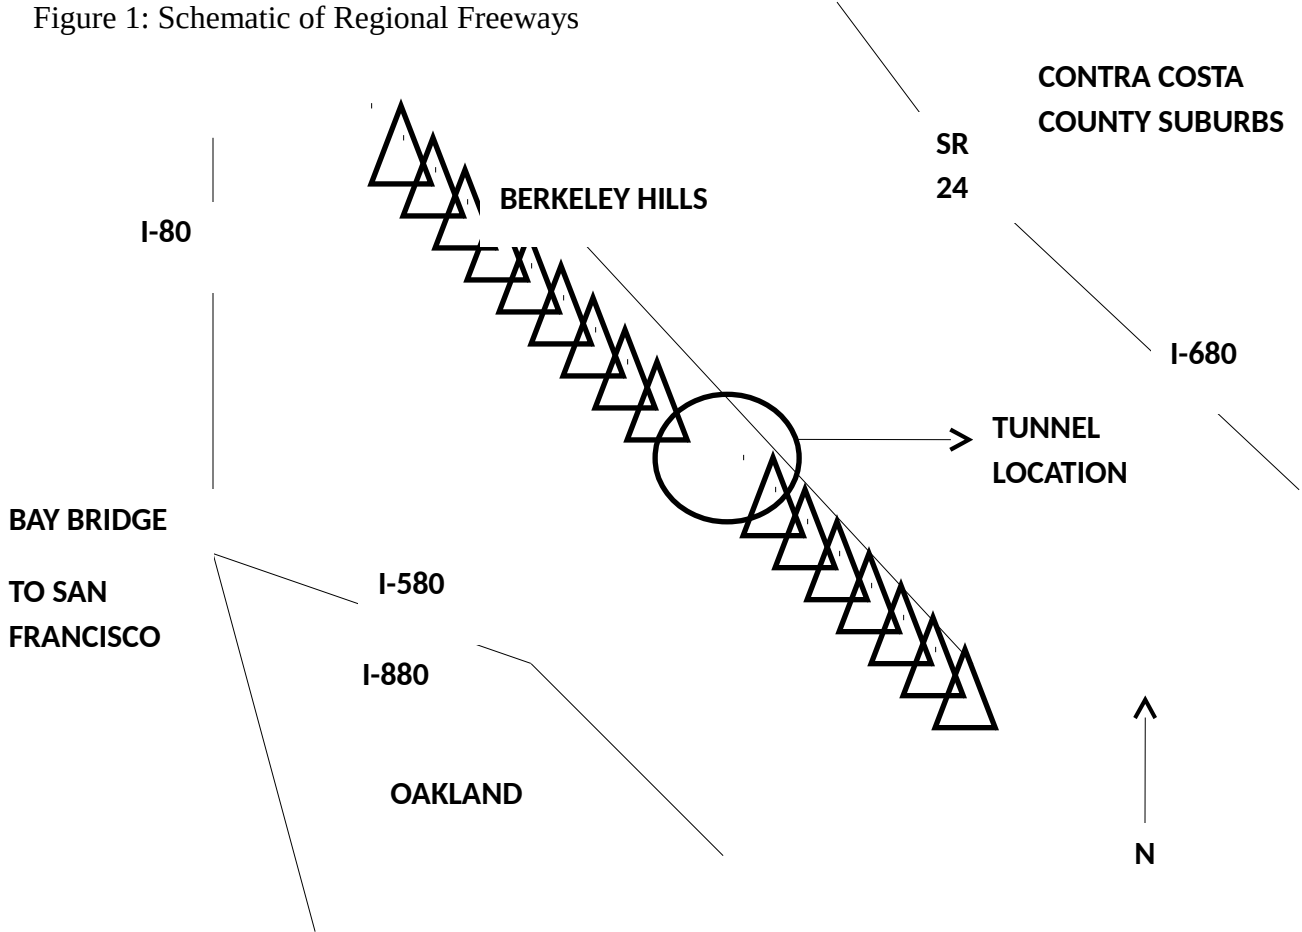 Figure 1: Schematic of Regional Freeways
CONTRA COSTA
COUNTY SUBURBS
SR
24
BERKELEY HILLS
I-80
I-680
TUNNEL
LOCATION
BAY BRIDGE
TO SAN
FRANCISCO
I-580
I-880
OAKLAND
N